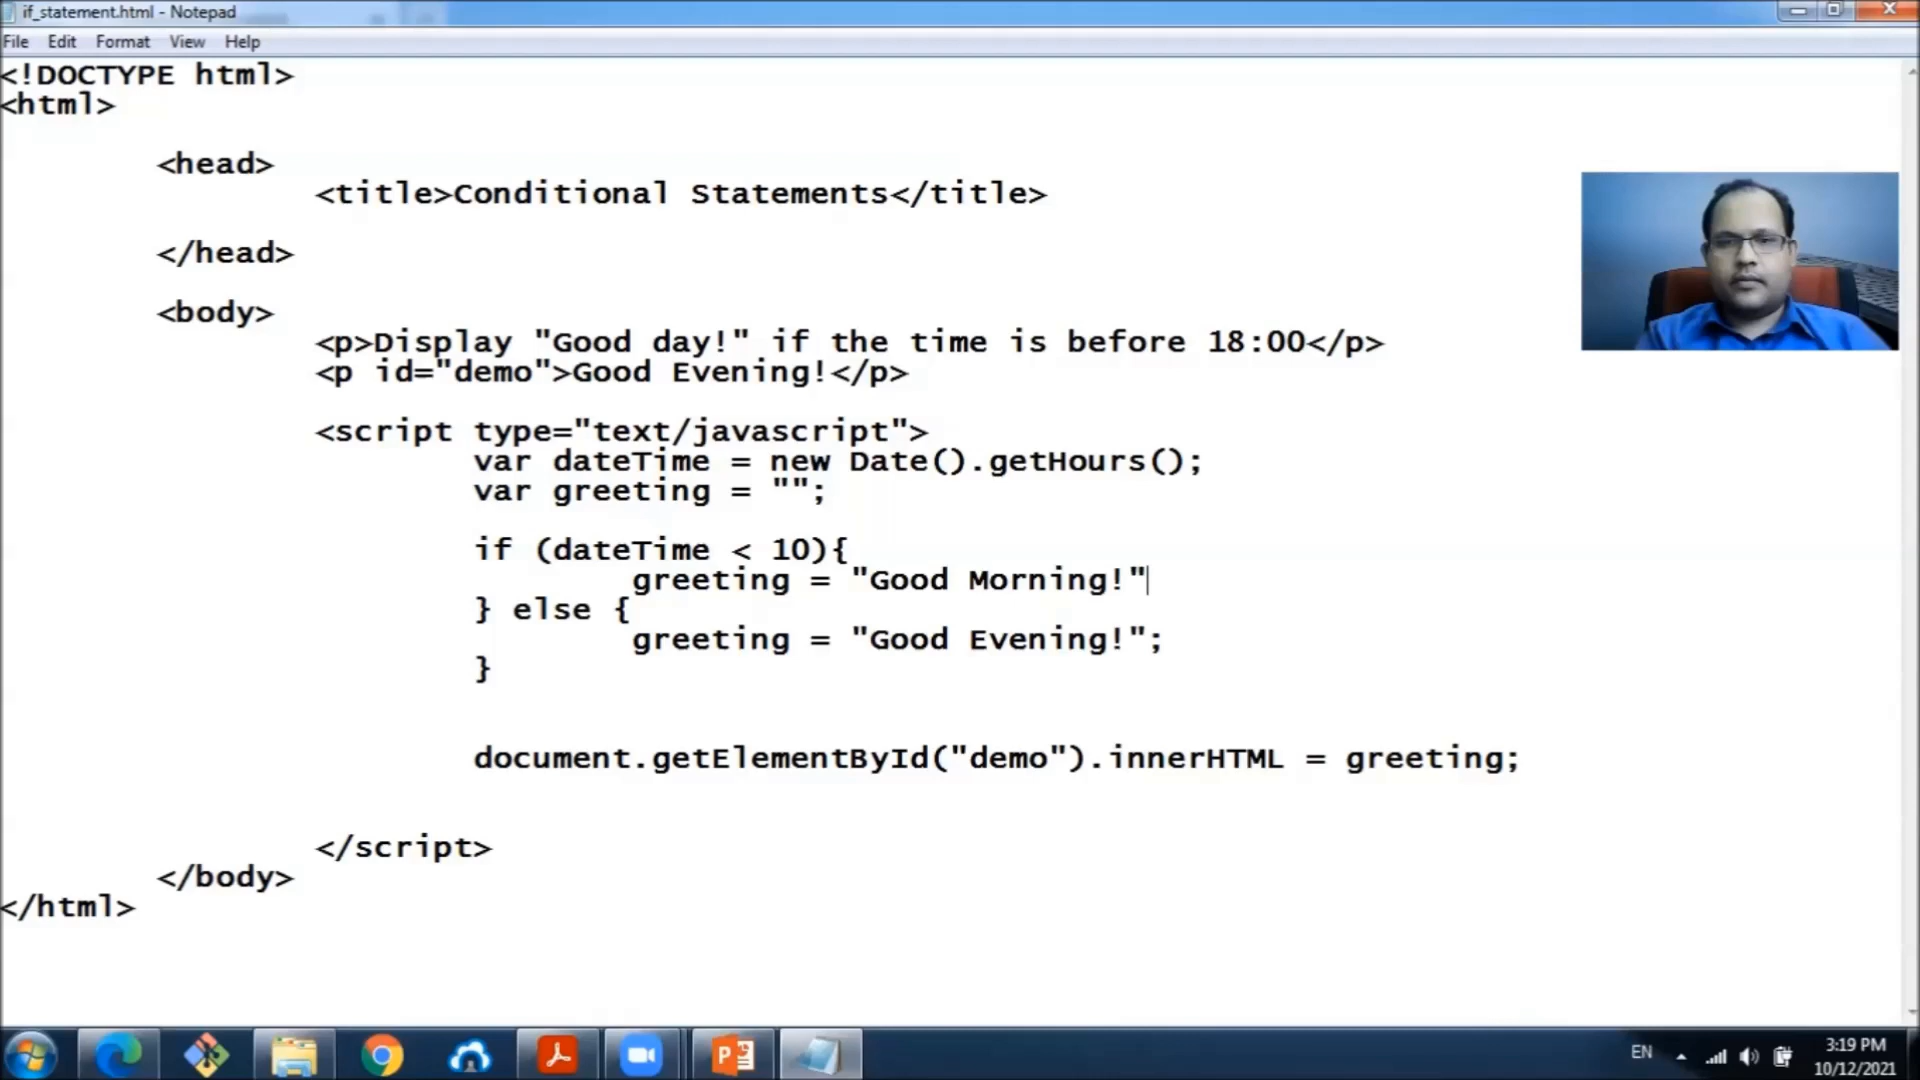 if_statement.html - Notepad
File Edit Format View Help
<!DOCTYPE html>
<html>
<head>
<title>Conditional Statements</title>
</head>
<body>
<p>Display "Good day!" if the time is before 18:00</p>
<p id="demo">Good Evening!</p>
<script type="text/javascript">
var dateTime = new Date().getHours();
var greeting = "";
if (dateTime < 10){
greeting = "Good Morning!"
} else {
greeting = "Good Evening!";
}
document.getElementById("demo").innerHTML = greeting;
</script>
</body>
</html>
EN
3:19 PM
10/12/2021